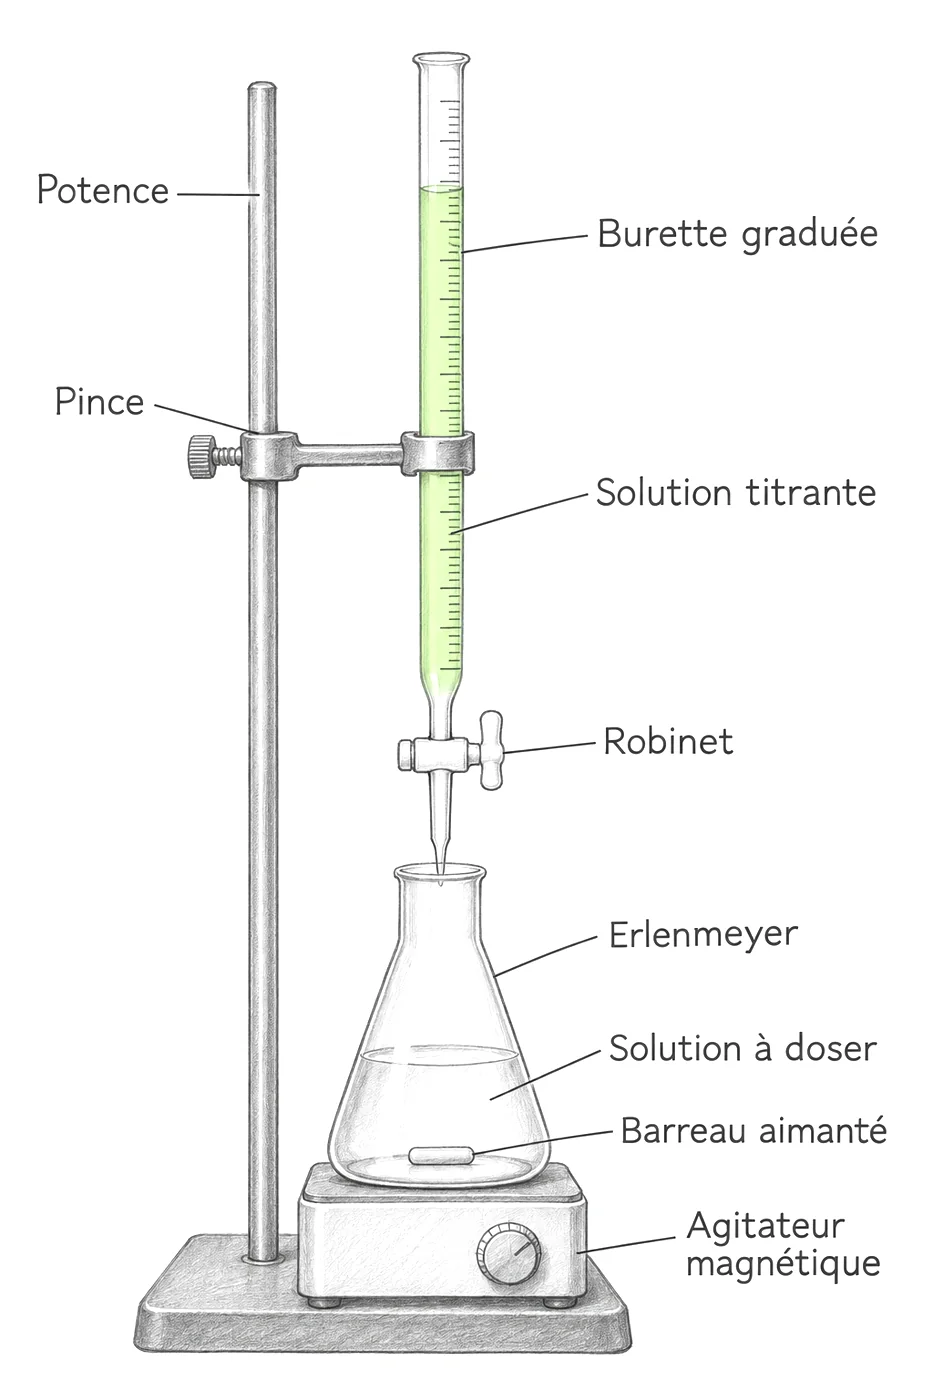 Potence
Burette graduée
Pince
Solution titrante
Robinet
Erlenmeyer
Solution à doser
Barreau aimanté
Agitateur
magnétique